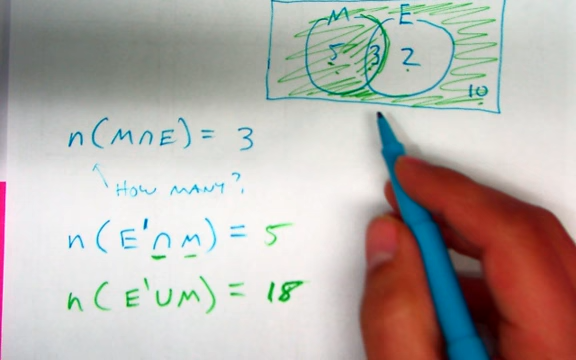 M E
5 3 2
10
n(M∩E) = 3
HOW MANY?
n(E'∩M) = 5
n(E'∪M) = 18